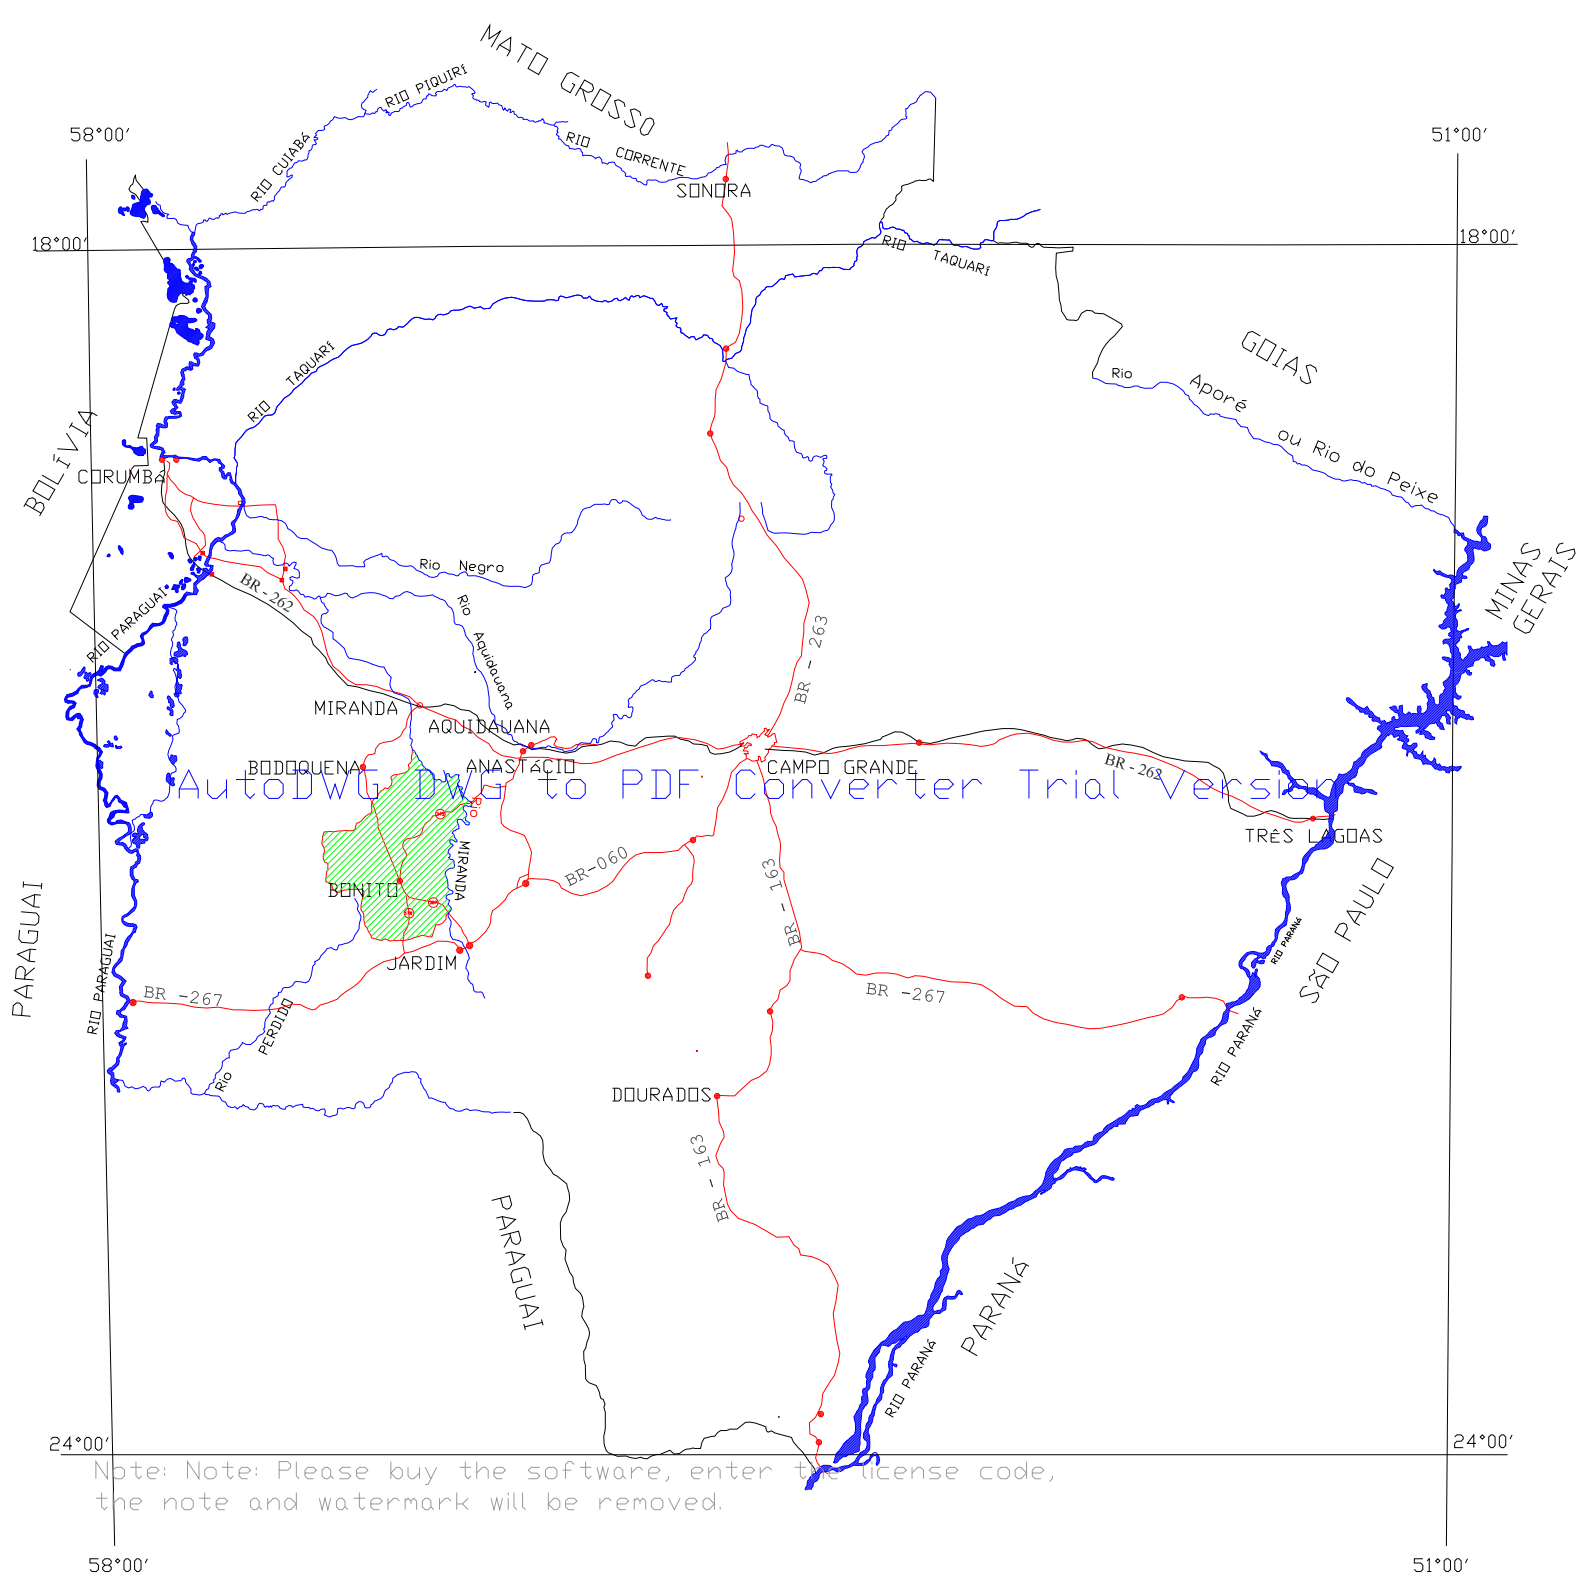 MATO GROSSO
RIO PIQUIRÍ
58°00'
51°00'
RIO CUIABÁ
RIO CORRENTE
SONORA
18°00'
18°00'
RIO TAQUARÍ
GOIAS
RIO TAQUARÍ
Rio Aporé ou Rio do Peixe
BOLÍVIA
CORUMBÁ
MINAS
GERAIS
Rio Negro
BR - 262
RIO PARAGUAI
Rio Aquidauana
BR - 263
MIRANDA
AQUIDAUANA
BODOQUENA
ANASTÁCIO
CAMPO GRANDE
BR - 262
AutoDWG DWG to PDF Converter Trial Version
Rio MIRANDA
TRÊS LAGOAS
BR-060
BR - 163
BONITO
PARAGUAI
SÃO PAULO
RIO PARANÁ
JARDIM
RIO PARAGUAI
BR -267
BR -267
Rio PERDIDO
RIO PARANÁ
DOURADOS
BR - 163
PARAGUAI
PARANÁ
RIO PARANÁ
24°00'
24°00'
Note: Note: Please buy the software, enter the license code,
the note and watermark will be removed.
58°00'
51°00'